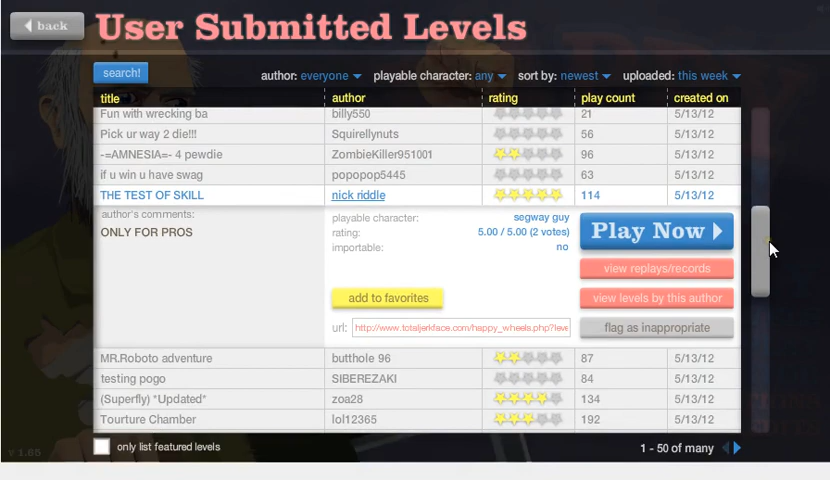 back
User Submitted Levels
search!
author: everyone playable character: any sort by: newest uploaded: this week
title author rating play count created on
Fun with wrecking ba billy550 21 5/13/12
Pick ur way 2 die!!! Squirellynuts 56 5/13/12
-=AMNESIA=- 4 pewdie ZombieKiller951001 96 5/13/12
if u win u have swag popopop5445 63 5/13/12
THE TEST OF SKILL nick riddle 114 5/13/12
author's comments:
ONLY FOR PROS
playable character: segway guy
rating: 5.00 / 5.00 (2 votes)
importable: no
add to favorites
url: http://www.totaljerkface.com/happy_wheels.php?leve
Play Now
view replays/records
view levels by this author
flag as inappropriate
MR.Roboto adventure butthole 96 87 5/13/12
testing pogo SIBEREZAKI 84 5/13/12
(Superfly) *Updated* zoa28 134 5/13/12
Tourture Chamber lol12365 192 5/13/12
only list featured levels
1 - 50 of many
v 1.65